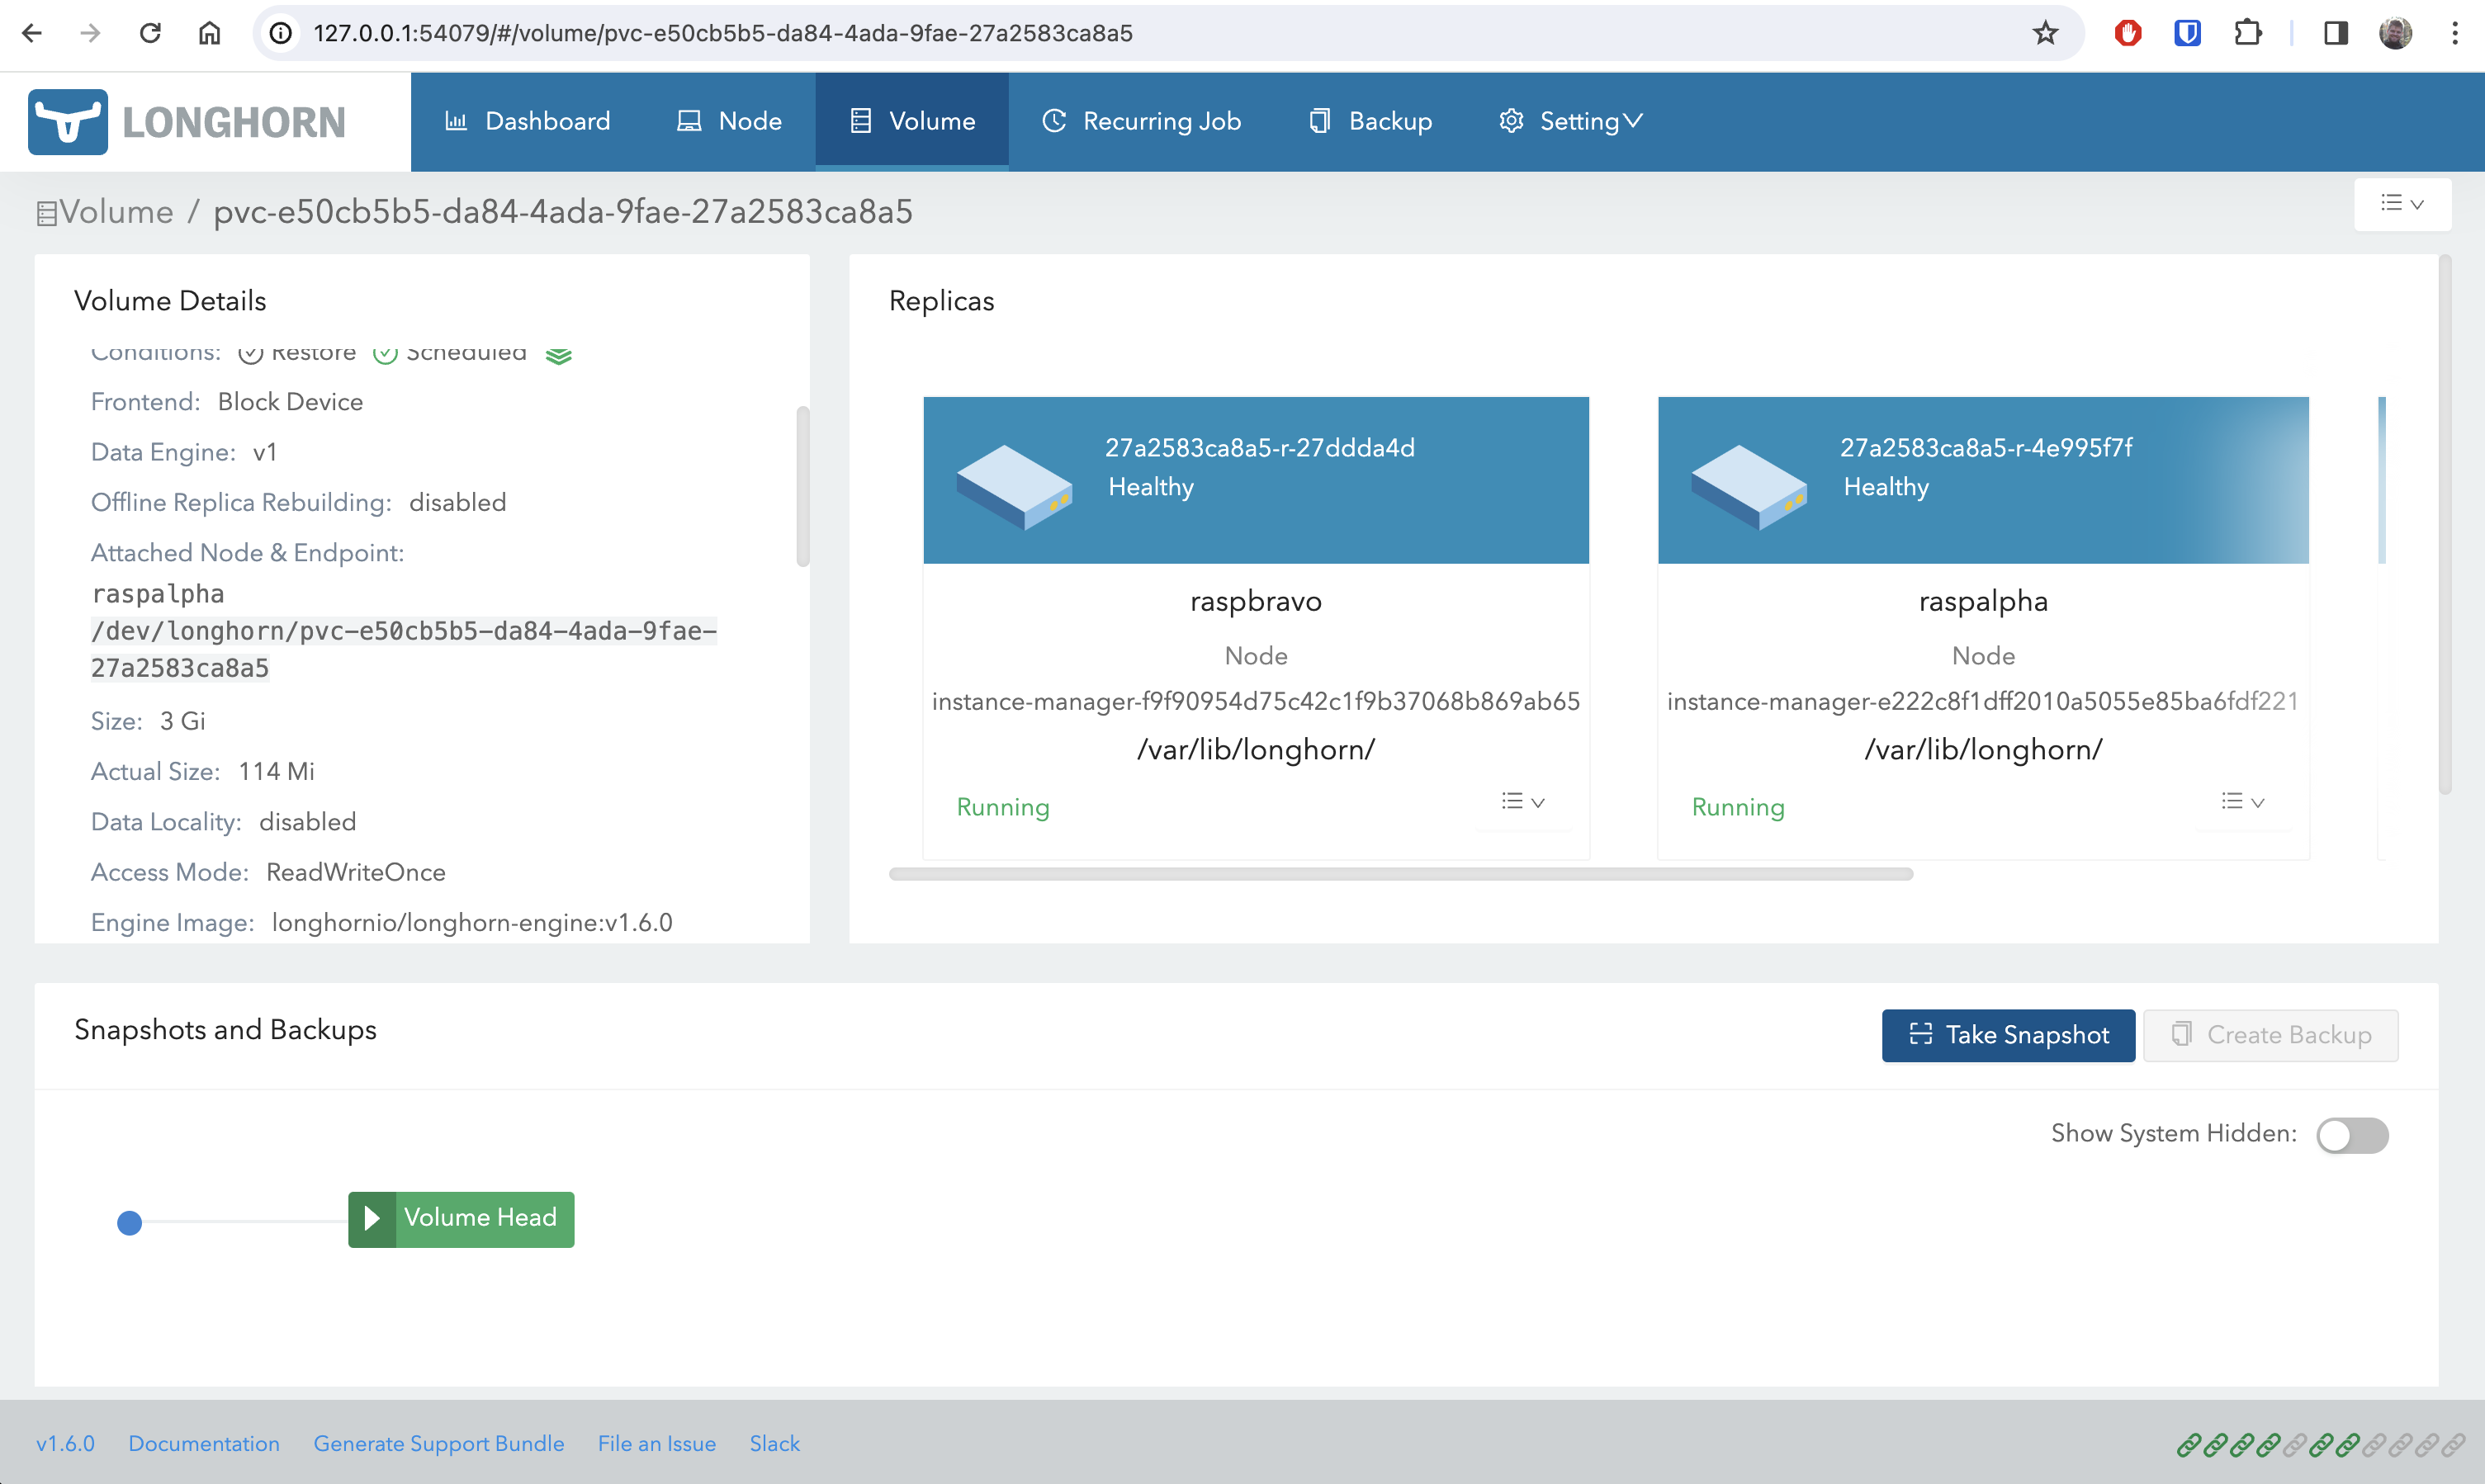 127.0.0.1:54079/#/volume/pvc-e50cb5b5-da84-4ada-9fae-27a2583ca8a5
LONGHORN
Dashboard
Node
Volume
Recurring Job
Backup
Setting
Volume / pvc-e50cb5b5-da84-4ada-9fae-27a2583ca8a5
Volume Details
Conditions: Restore Scheduled
Frontend: Block Device
Data Engine: v1
Offline Replica Rebuilding: disabled
Attached Node & Endpoint:
raspalpha
/dev/longhorn/pvc-e50cb5b5-da84-4ada-9fae-
27a2583ca8a5
Size: 3 Gi
Actual Size: 114 Mi
Data Locality: disabled
Access Mode: ReadWriteOnce
Engine Image: longhornio/longhorn-engine:v1.6.0
Replicas
27a2583ca8a5-r-27ddda4d
Healthy
raspbravo
Node
instance-manager-f9f90954d75c42c1f9b37068b869ab65
/var/lib/longhorn/
Running
27a2583ca8a5-r-4e995f7f
Healthy
raspalpha
Node
instance-manager-e222c8f1dff2010a5055e85ba6fdf221
/var/lib/longhorn/
Running
Snapshots and Backups
Take Snapshot
Create Backup
Show System Hidden:
Volume Head
v1.6.0
Documentation
Generate Support Bundle
File an Issue
Slack